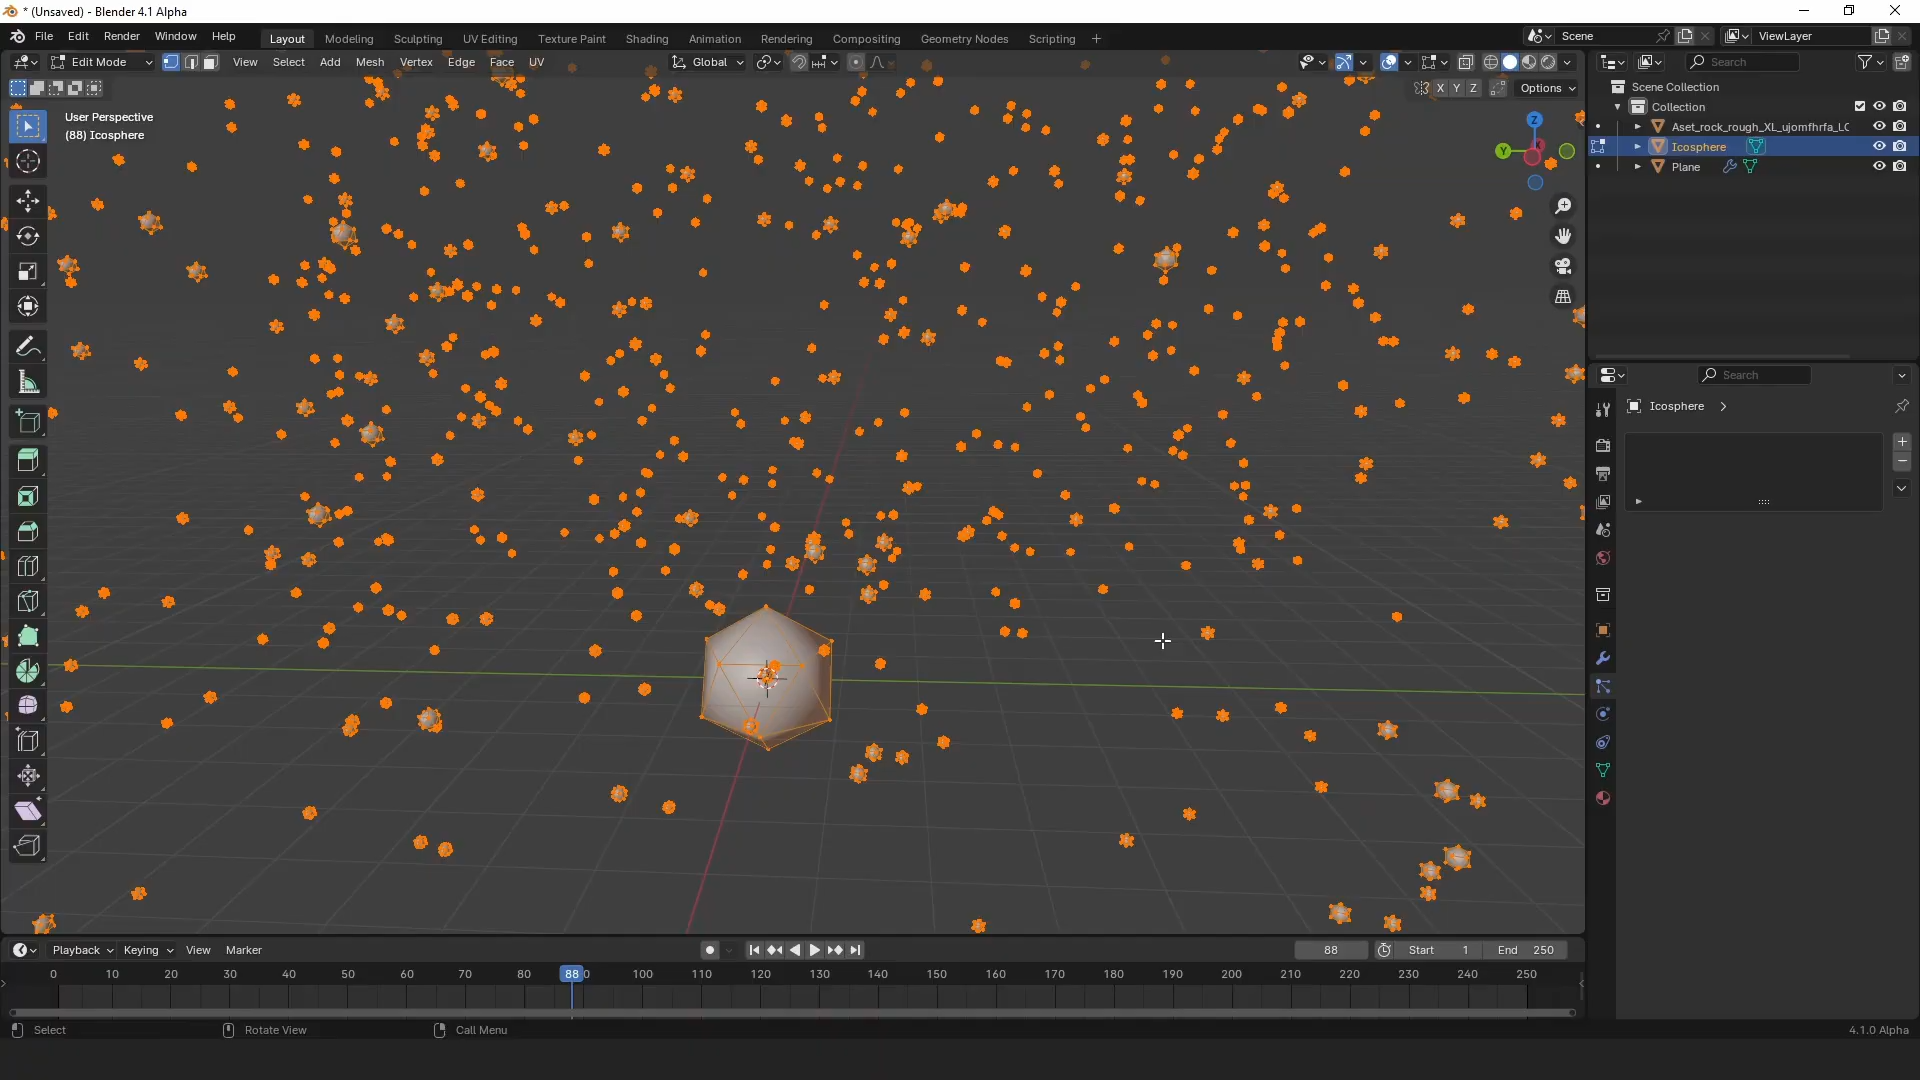 * (Unsaved) - Blender 4.1 Alpha
File Edit Render Window Help
Layout Modeling Sculpting UV Editing Texture Paint Shading Animation Rendering Compositing Geometry Nodes Scripting +
Scene
ViewLayer
Edit Mode
View Select Add Mesh Vertex Edge Face UV
Global
Search
X Y Z
Options
User Perspective
(88) Icosphere
Z
Y
Scene Collection
Collection
Aset_rock_rough_XL_ujomfhrfa_LC
Icosphere
Plane
Search
Icosphere
Playback Keying View Marker
88
Start 1
End 250
0 10 20 30 40 50 60 70 80 88 0 100 110 120 130 140 150 160 170 180 190 200 210 220 230 240 250
Select
Rotate View
Call Menu
4.1.0 Alpha